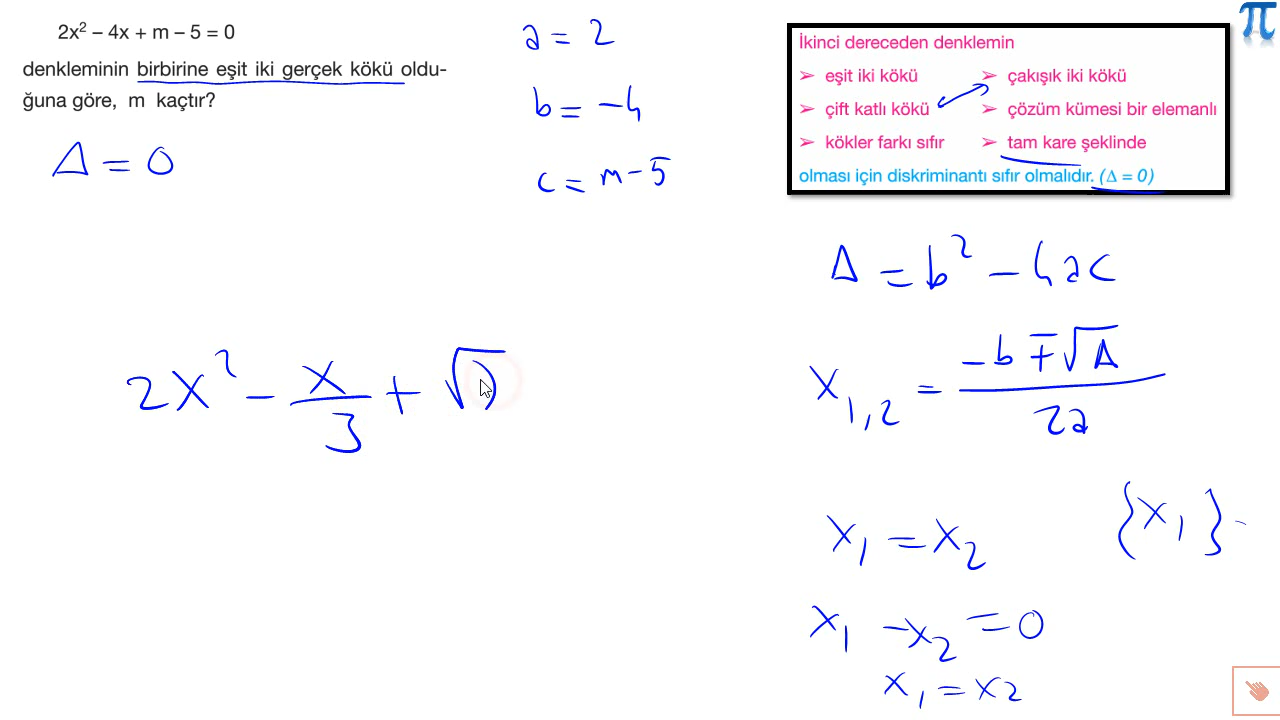 2x² – 4x + m – 5 = 0
denkleminin birbirine eşit iki gerçek kökü oldu-
ğuna göre, m kaçtır?
Δ = 0
a = 2
b = -4
c = m - 5
π
İkinci dereceden denklemin
➢ eşit iki kökü ➢ çakışık iki kökü
➢ çift katlı kökü ➢ çözüm kümesi bir elemanlı
➢ kökler farkı sıfır ➢ tam kare şeklinde
olması için diskriminantı sıfır olmalıdır. (Δ = 0)
Δ = b² - 4ac
x₁,₂ = (-b ∓ √Δ) / 2a
2x² - x/3 + √
x₁ = x₂ {x₁}
x₁ - x₂ = 0
x₁ = x₂